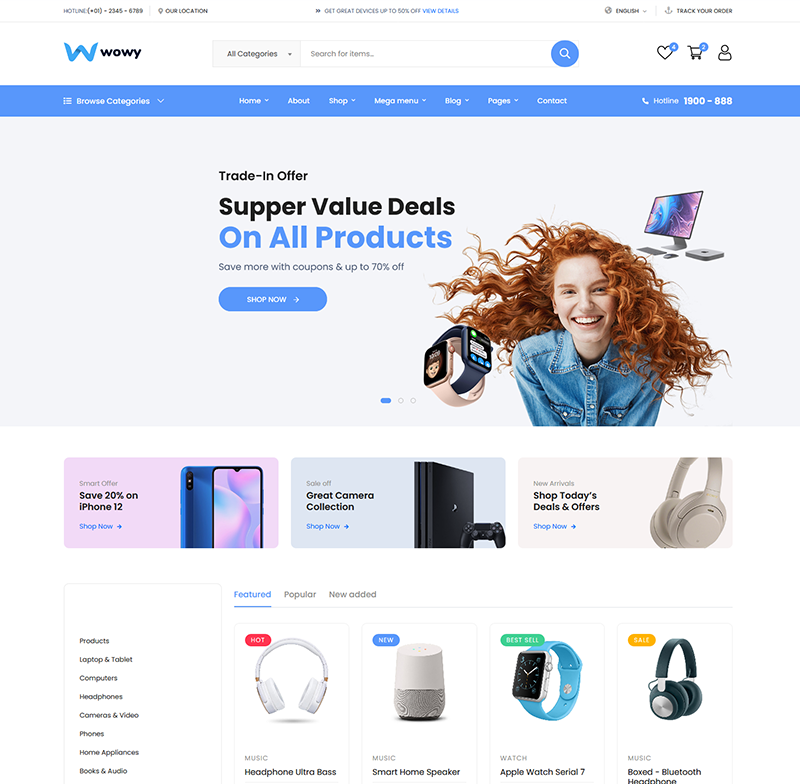 HOTLINE:(+01) - 2345 - 6789
OUR LOCATION
GET GREAT DEVICES UP TO 50% OFF VIEW DETAILS
ENGLISH
TRACK YOUR ORDER
wowy
All Categories
Search for items...
4
2
Browse Categories
Home
About
Shop
Mega menu
Blog
Pages
Contact
Hotline 1900 - 888
Trade-In Offer
Supper Value Deals
On All Products
Save more with coupons & up to 70% off
SHOP NOW
Smart Offer
Save 20% on
iPhone 12
Shop Now
Sale off
Great Camera
Collection
Shop Now
New Arrivals
Shop Today's
Deals & Offers
Shop Now
Products
Laptop & Tablet
Computers
Headphones
Cameras & Video
Phones
Home Appliances
Books & Audio
Featured
Popular
New added
HOT
NEW
BEST SELL
SALE
MUSIC
Headphone Ultra Bass
MUSIC
Smart Home Speaker
WATCH
Apple Watch Serial 7
MUSIC
Boxed - Bluetooth
Headphone